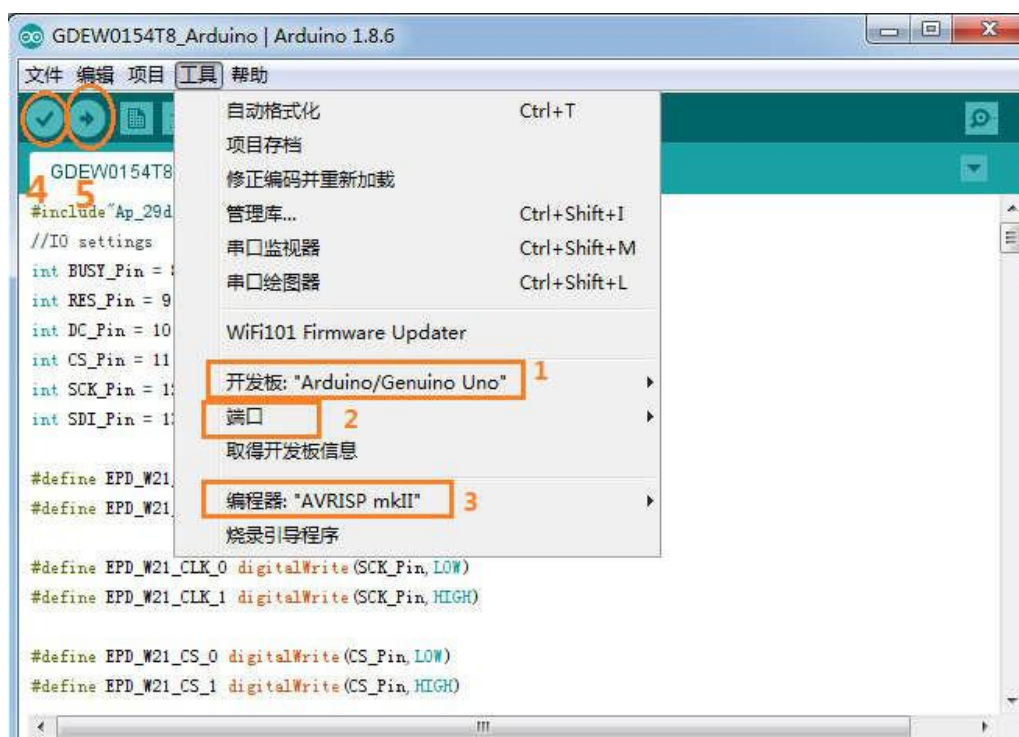 GDEW0154T8_Arduino | Arduino 1.8.6
文件 编辑 项目 工具 帮助
自动格式化 Ctrl+T
项目存档
修正编码并重新加载
管理库... Ctrl+Shift+I
串口监视器 Ctrl+Shift+M
串口绘图器 Ctrl+Shift+L
WiFi101 Firmware Updater
开发板: "Arduino/Genuino Uno" 1
端口 2
取得开发板信息
编程器: "AVRISP mkII" 3
烧录引导程序
GDEW0154T8
4 5
#include"Ap_29d
//IO settings
int BUSY_Pin = 8
int RES_Pin = 9
int DC_Pin = 10
int CS_Pin = 11
int SCK_Pin = 1
int SDI_Pin = 1
#define EPD_W21_
#define EPD_W21_
#define EPD_W21_CLK_0 digitalWrite(SCK_Pin,LOW)
#define EPD_W21_CLK_1 digitalWrite(SCK_Pin,HIGH)
#define EPD_W21_CS_0 digitalWrite(CS_Pin,LOW)
#define EPD_W21_CS_1 digitalWrite(CS_Pin,HIGH)